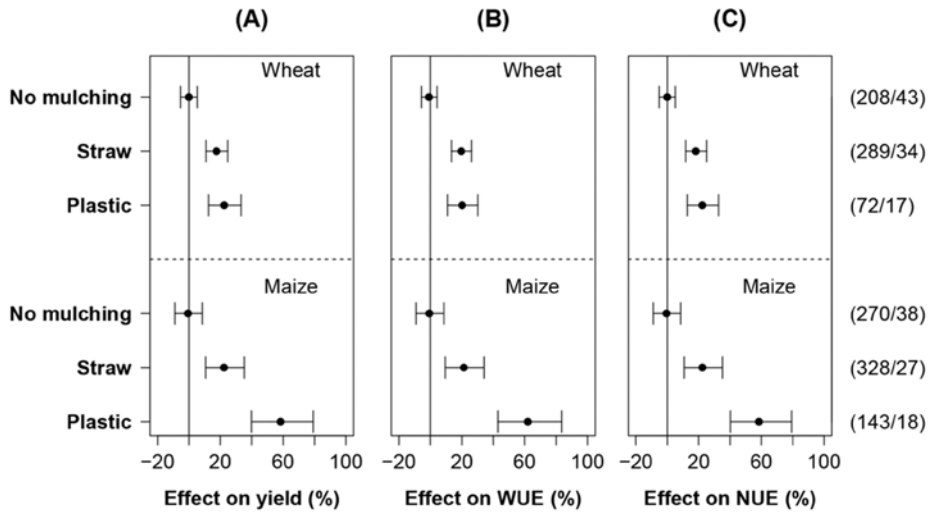 (A) (B) (C)
Wheat Wheat Wheat
No mulching (208/43)
Straw (289/34)
Plastic (72/17)
Maize Maize Maize
No mulching (270/38)
Straw (328/27)
Plastic (143/18)
−20 20 60 100 −20 20 60 100 −20 20 60 100
Effect on yield (%) Effect on WUE (%) Effect on NUE (%)